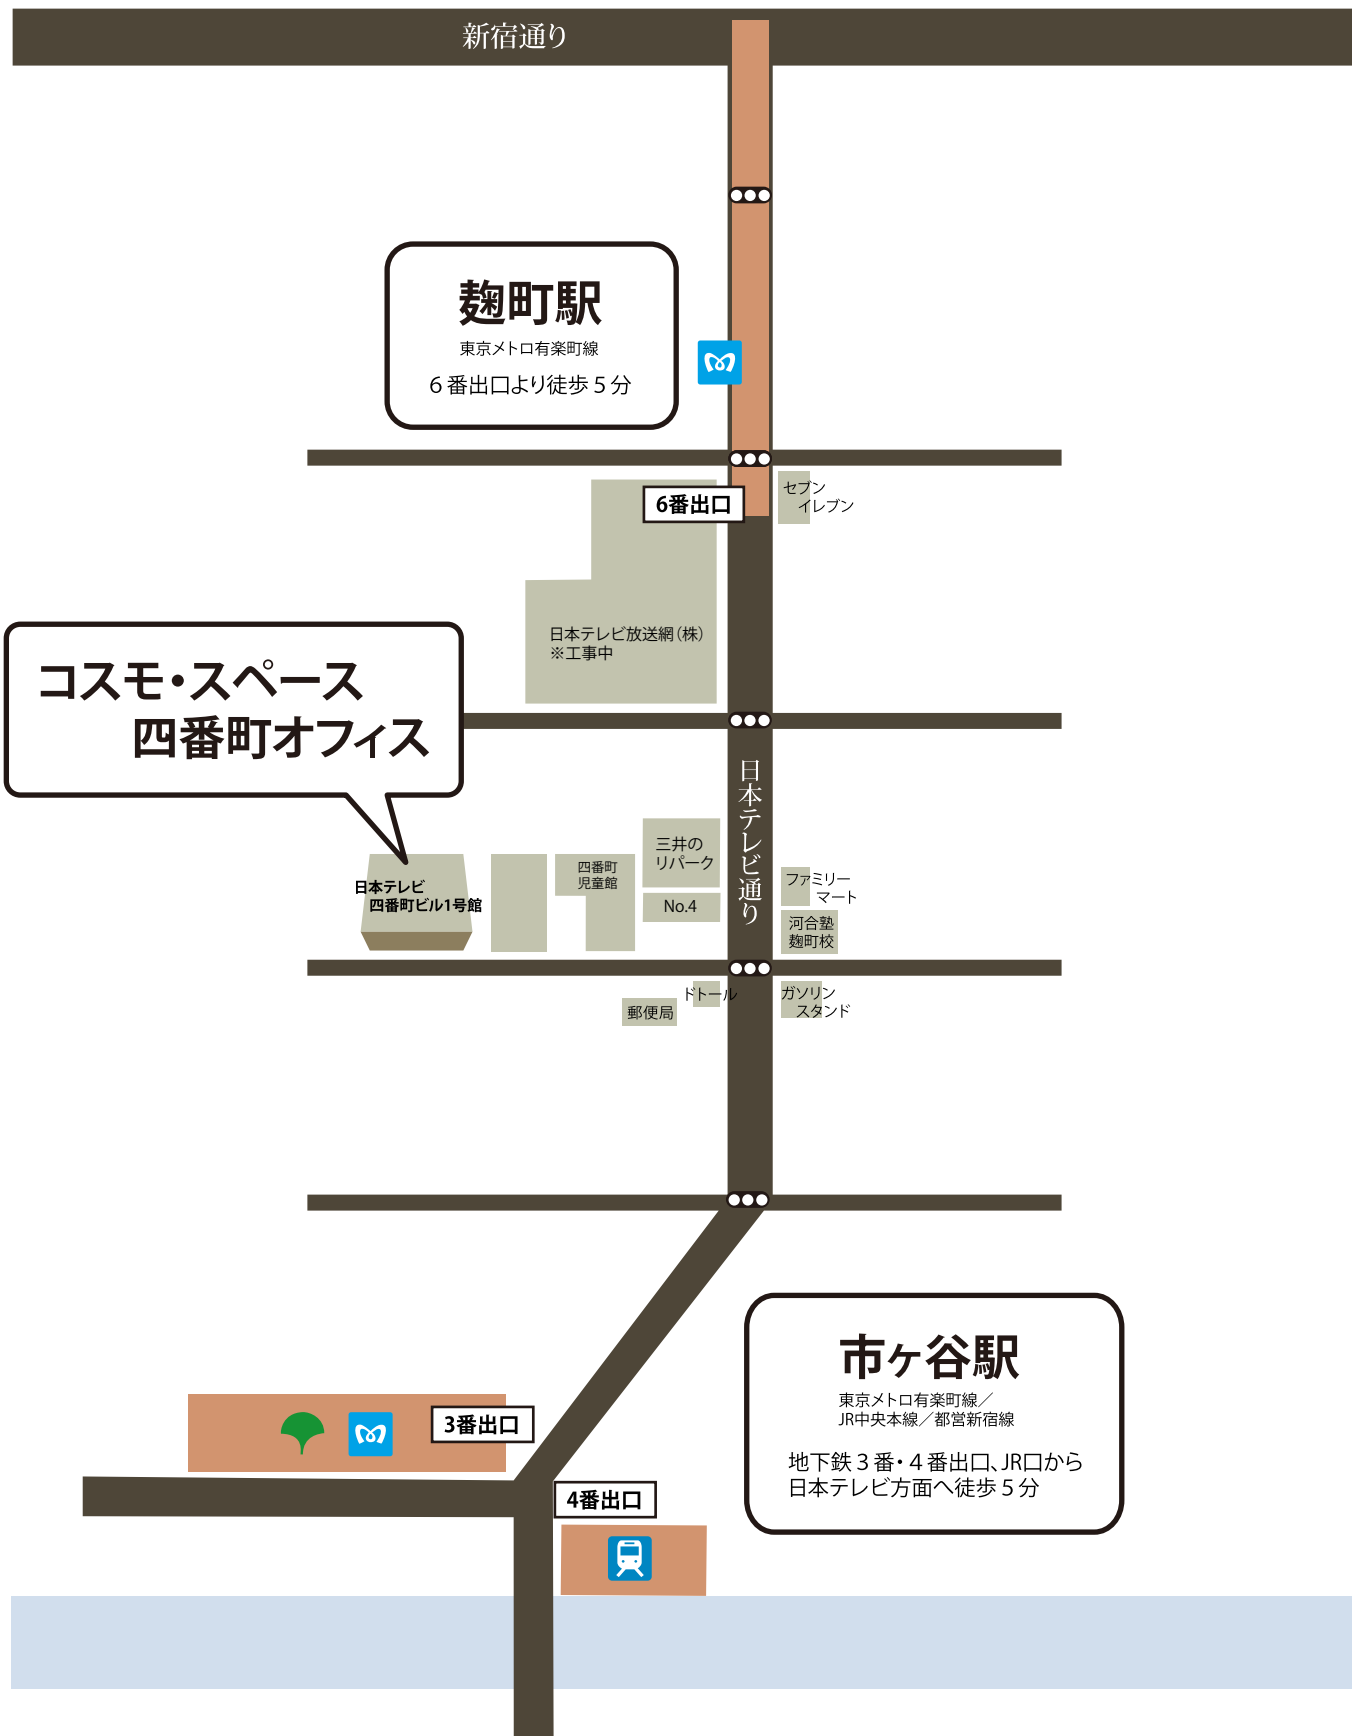 新宿通り
麹町駅
東京メトロ有楽町線
6番出口より徒歩5分
6番出口
セブン
イレブン
日本テレビ放送網(株)
※工事中
コスモ・スペース
四番町オフィス
日本テレビ通り
三井の
リパーク
四番町
児童館
No.4
日本テレビ
四番町ビル1号館
ファミリー
マート
河合塾
麹町校
ドトール
郵便局
ガソリン
スタンド
市ヶ谷駅
東京メトロ有楽町線／
JR中央本線／都営新宿線
地下鉄3番・4番出口、JR口から
日本テレビ方面へ徒歩5分
3番出口
4番出口